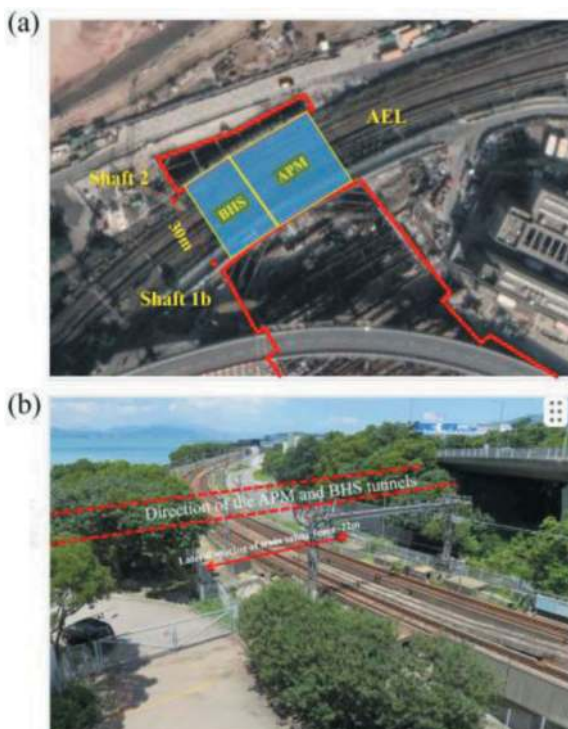 (a)
AEL
Shaft 2
APM
BHS
30m
Shaft 1b
(b)
Direction of the APM and BHS tunnels